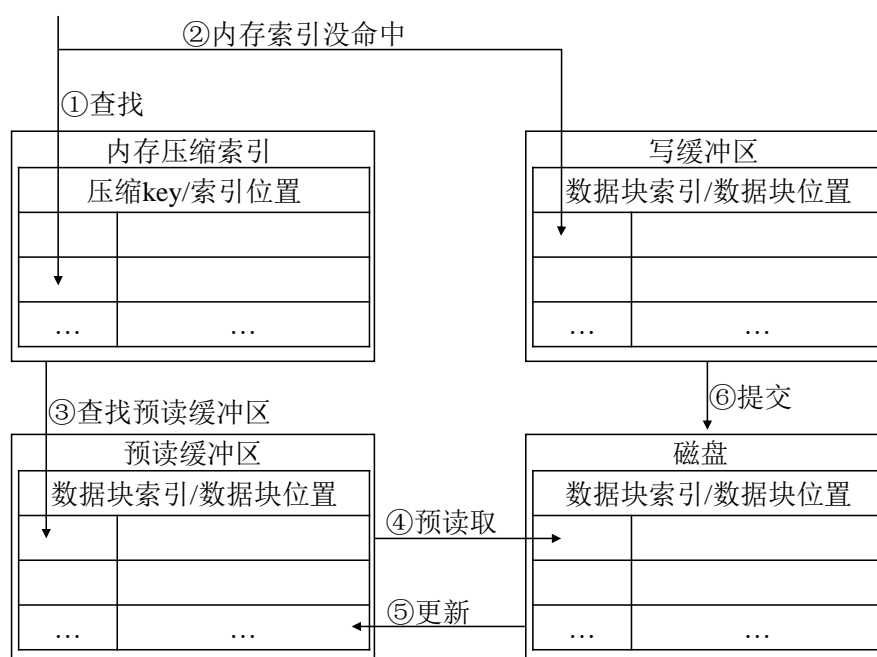 ②内存索引没命中
①查找
内存压缩索引
压缩key/索引位置
… …
写缓冲区
数据块索引/数据块位置
… …
③查找预读缓冲区
⑥提交
预读缓冲区
数据块索引/数据块位置
… …
④预读取
⑤更新
磁盘
数据块索引/数据块位置
… …